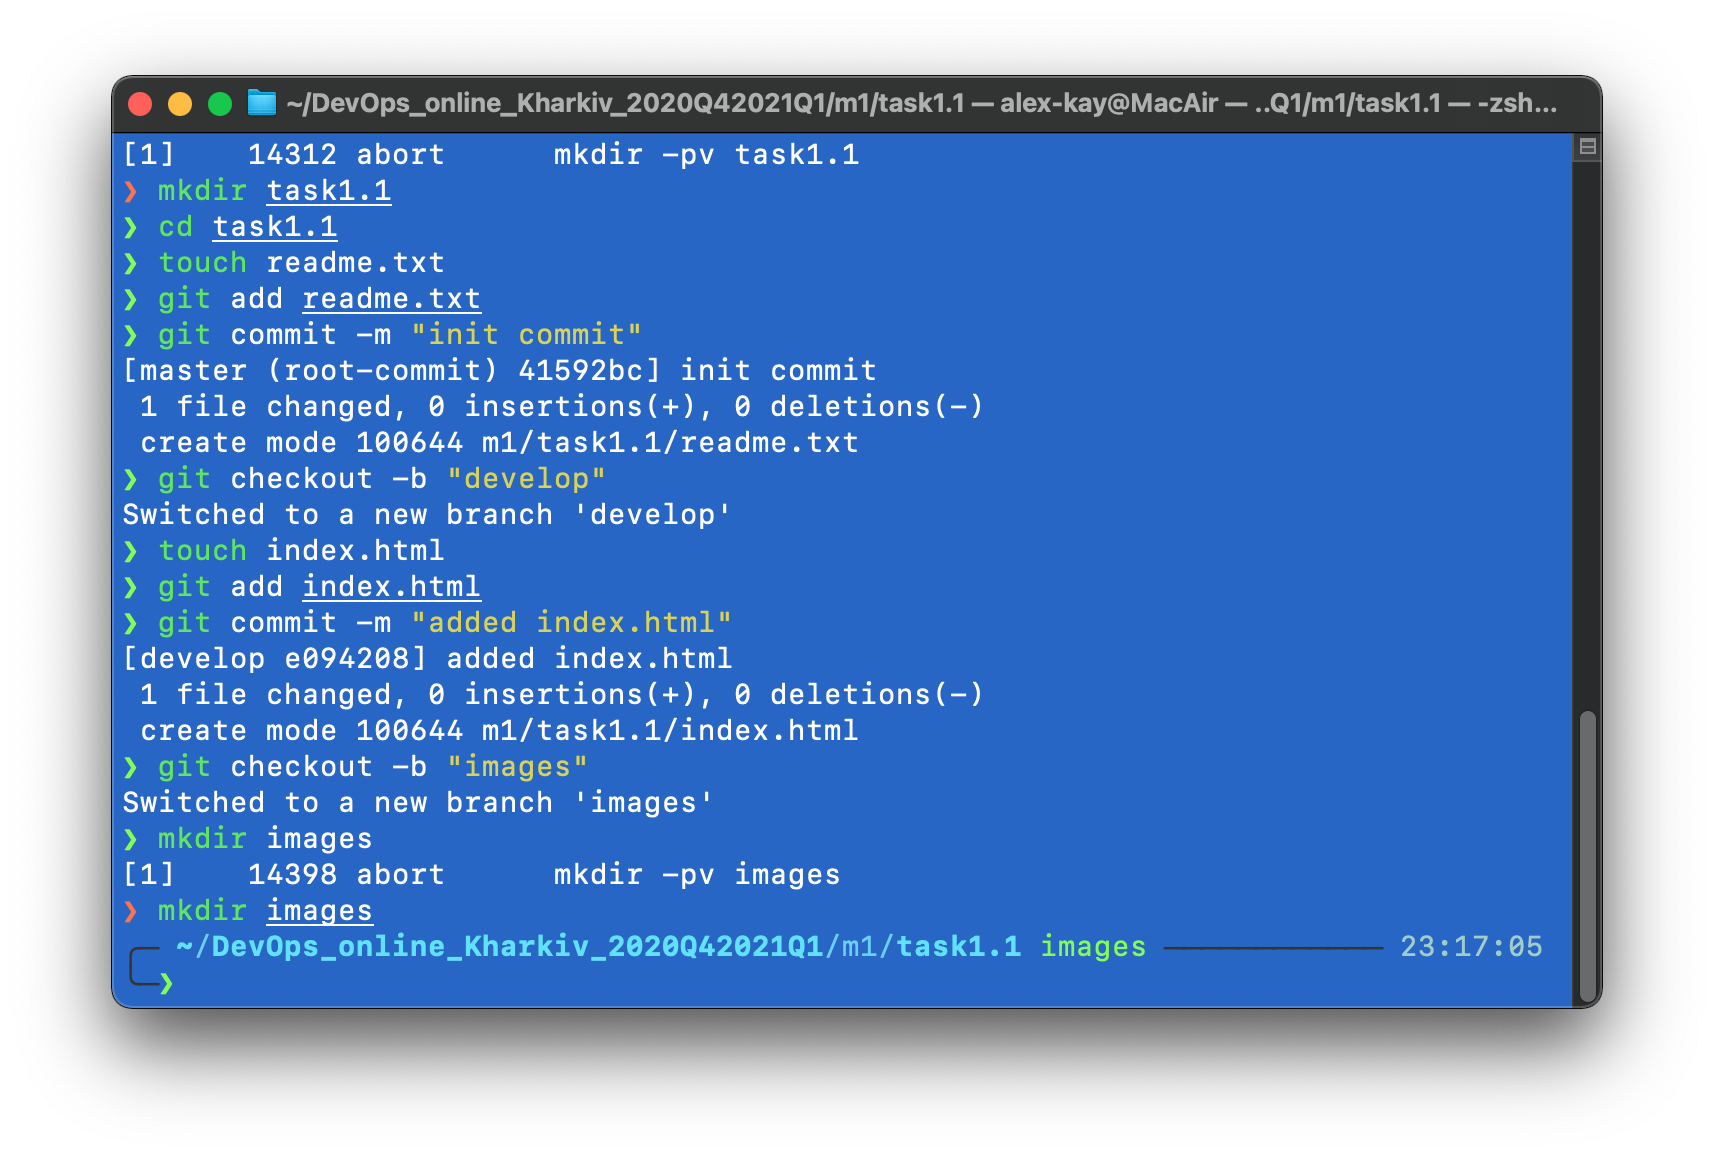 ~/DevOps_online_Kharkiv_2020Q42021Q1/m1/task1.1 — alex-kay@MacAir — ..Q1/m1/task1.1 — -zsh...
[1]    14312 abort      mkdir -pv task1.1
❯ mkdir task1.1
❯ cd task1.1
❯ touch readme.txt
❯ git add readme.txt
❯ git commit -m "init commit"
[master (root-commit) 41592bc] init commit
 1 file changed, 0 insertions(+), 0 deletions(-)
 create mode 100644 m1/task1.1/readme.txt
❯ git checkout -b "develop"
Switched to a new branch 'develop'
❯ touch index.html
❯ git add index.html
❯ git commit -m "added index.html"
[develop e094208] added index.html
 1 file changed, 0 insertions(+), 0 deletions(-)
 create mode 100644 m1/task1.1/index.html
❯ git checkout -b "images"
Switched to a new branch 'images'
❯ mkdir images
[1]    14398 abort      mkdir -pv images
❯ mkdir images
~/DevOps_online_Kharkiv_2020Q42021Q1/m1/task1.1 images 23:17:05
❯